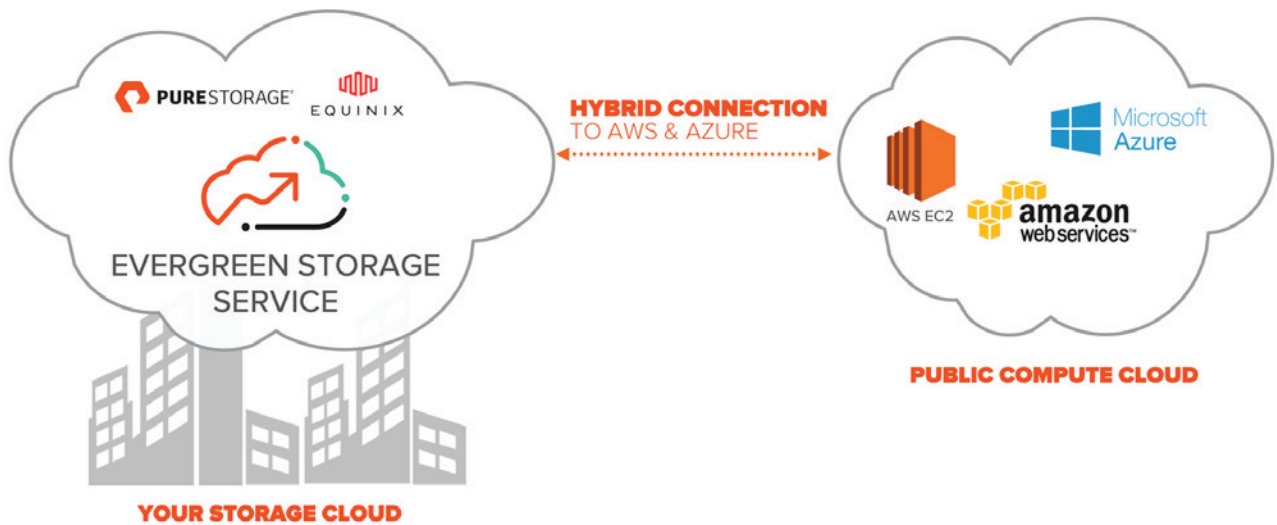 PURESTORAGE®
EQUINIX
EVERGREEN STORAGE
SERVICE
YOUR STORAGE CLOUD
HYBRID CONNECTION
TO AWS & AZURE
Microsoft
Azure
AWS EC2
amazon
webservices™
PUBLIC COMPUTE CLOUD